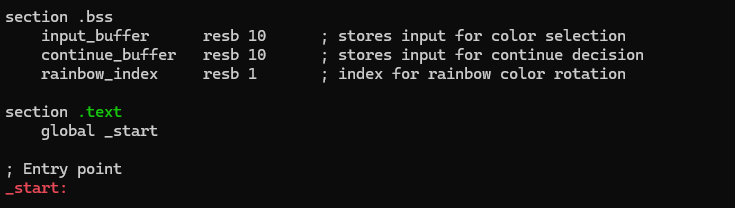 section .bss
    input_buffer      resb 10      ; stores input for color selection
    continue_buffer   resb 10      ; stores input for continue decision
    rainbow_index     resb 1       ; index for rainbow color rotation

section .text
    global _start

; Entry point
_start: